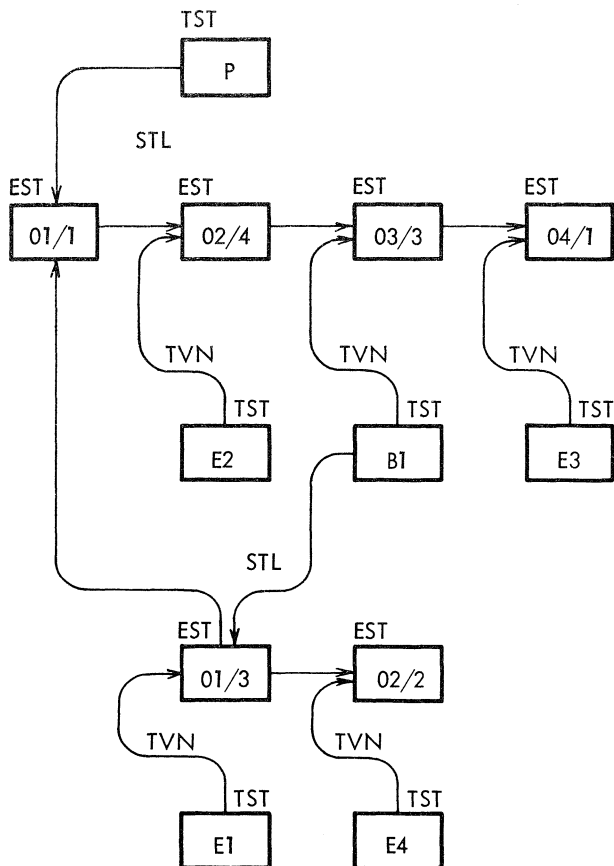 TST
P
STL
EST EST EST EST
01/1 02/4 03/3 04/1
TVN TVN TVN
TST TST TST
E2 B1 E3
STL
EST EST
01/3 02/2
TVN TVN
TST TST
E1 E4